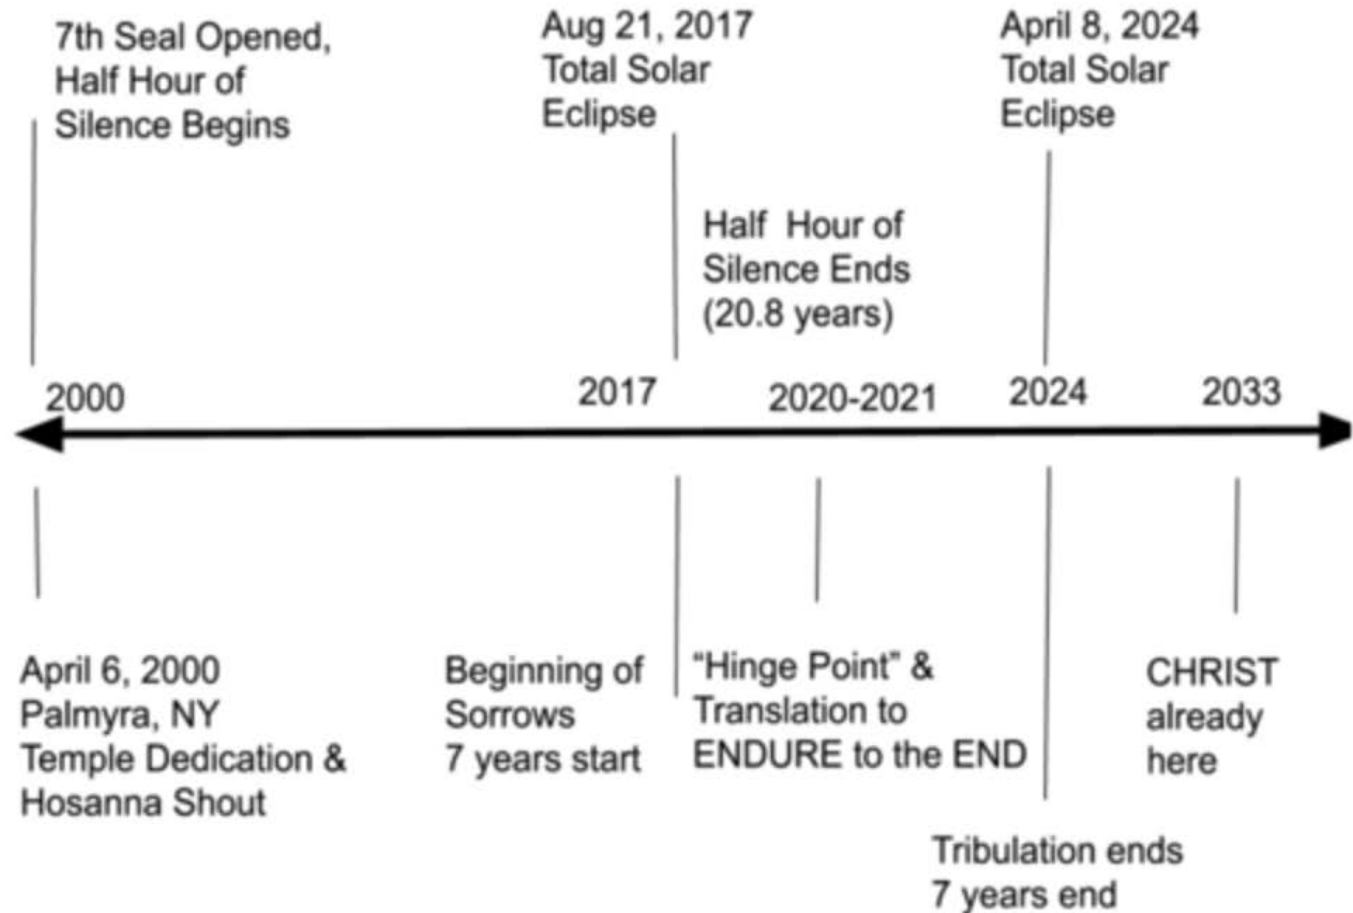 7th Seal Opened,
Half Hour of
Silence Begins
Aug 21, 2017
Total Solar
Eclipse
April 8, 2024
Total Solar
Eclipse
Half Hour of
Silence Ends
(20.8 years)
2000
2017
2020-2021
2024
2033
April 6, 2000
Palmyra, NY
Temple Dedication &
Hosanna Shout
Beginning of
Sorrows
7 years start
“Hinge Point” &
Translation to
ENDURE to the END
CHRIST
already
here
Tribulation ends
7 years end